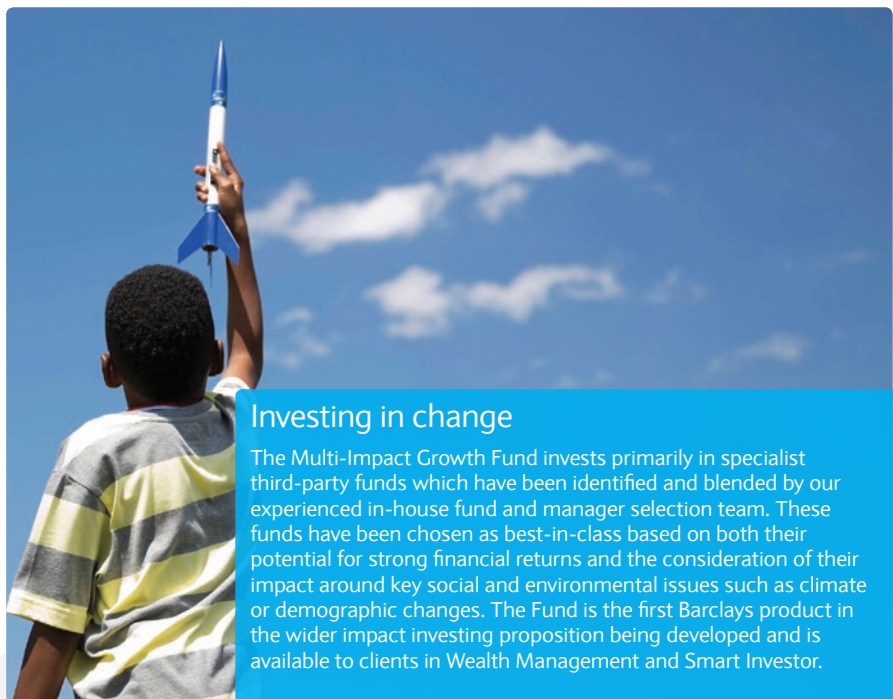 Investing in change
The Multi-Impact Growth Fund invests primarily in specialist
third-party funds which have been identified and blended by our
experienced in-house fund and manager selection team. These
funds have been chosen as best-in-class based on both their
potential for strong financial returns and the consideration of their
impact around key social and environmental issues such as climate
or demographic changes. The Fund is the first Barclays product in
the wider impact investing proposition being developed and is
available to clients in Wealth Management and Smart Investor.